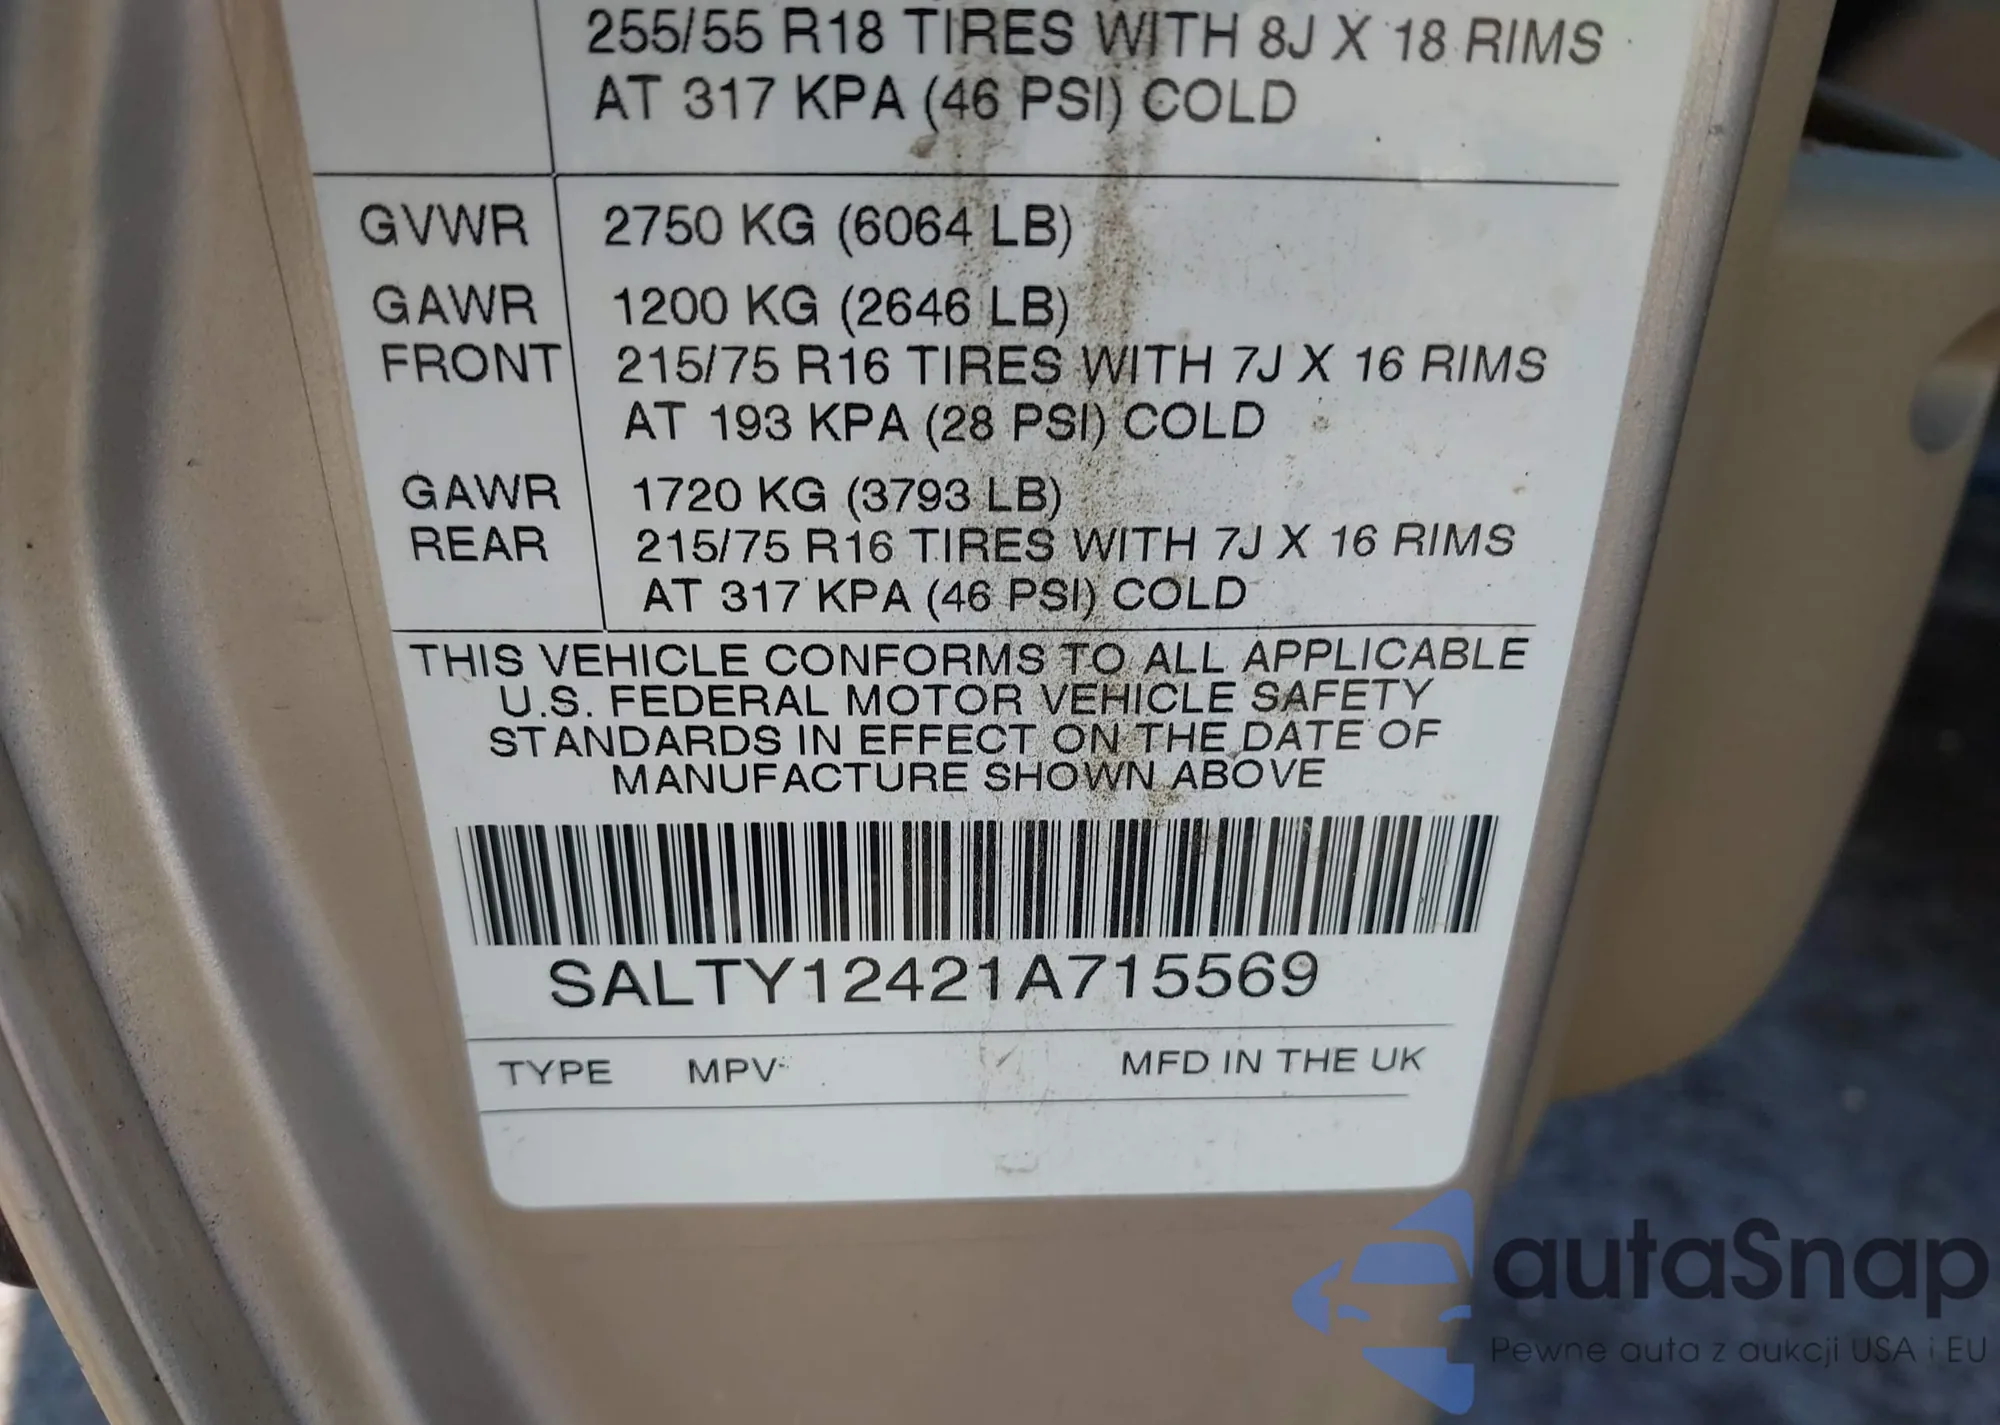 255/55 R18 TIRES WITH 8J X 18 RIMS
AT 317 KPA (46 PSI) COLD
GVWR 2750 KG (6064 LB)
GAWR 1200 KG (2646 LB)
FRONT 215/75 R16 TIRES WITH 7J X 16 RIMS
AT 193 KPA (28 PSI) COLD
GAWR 1720 KG (3793 LB)
REAR 215/75 R16 TIRES WITH 7J X 16 RIMS
AT 317 KPA (46 PSI) COLD
THIS VEHICLE CONFORMS TO ALL APPLICABLE
U.S. FEDERAL MOTOR VEHICLE SAFETY
STANDARDS IN EFFECT ON THE DATE OF
MANUFACTURE SHOWN ABOVE
SALTY12421A715569
TYPE MPV MFD IN THE UK
autaSnap
Pewne auta z aukcji USA i EU